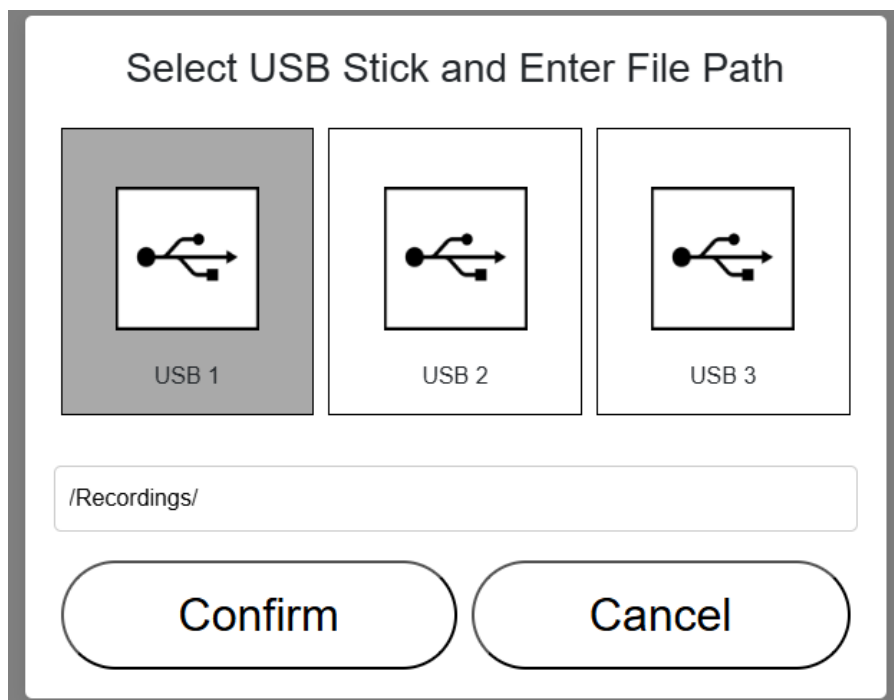 Select USB Stick and Enter File Path
USB 1
USB 2
USB 3
/Recordings/
Confirm
Cancel